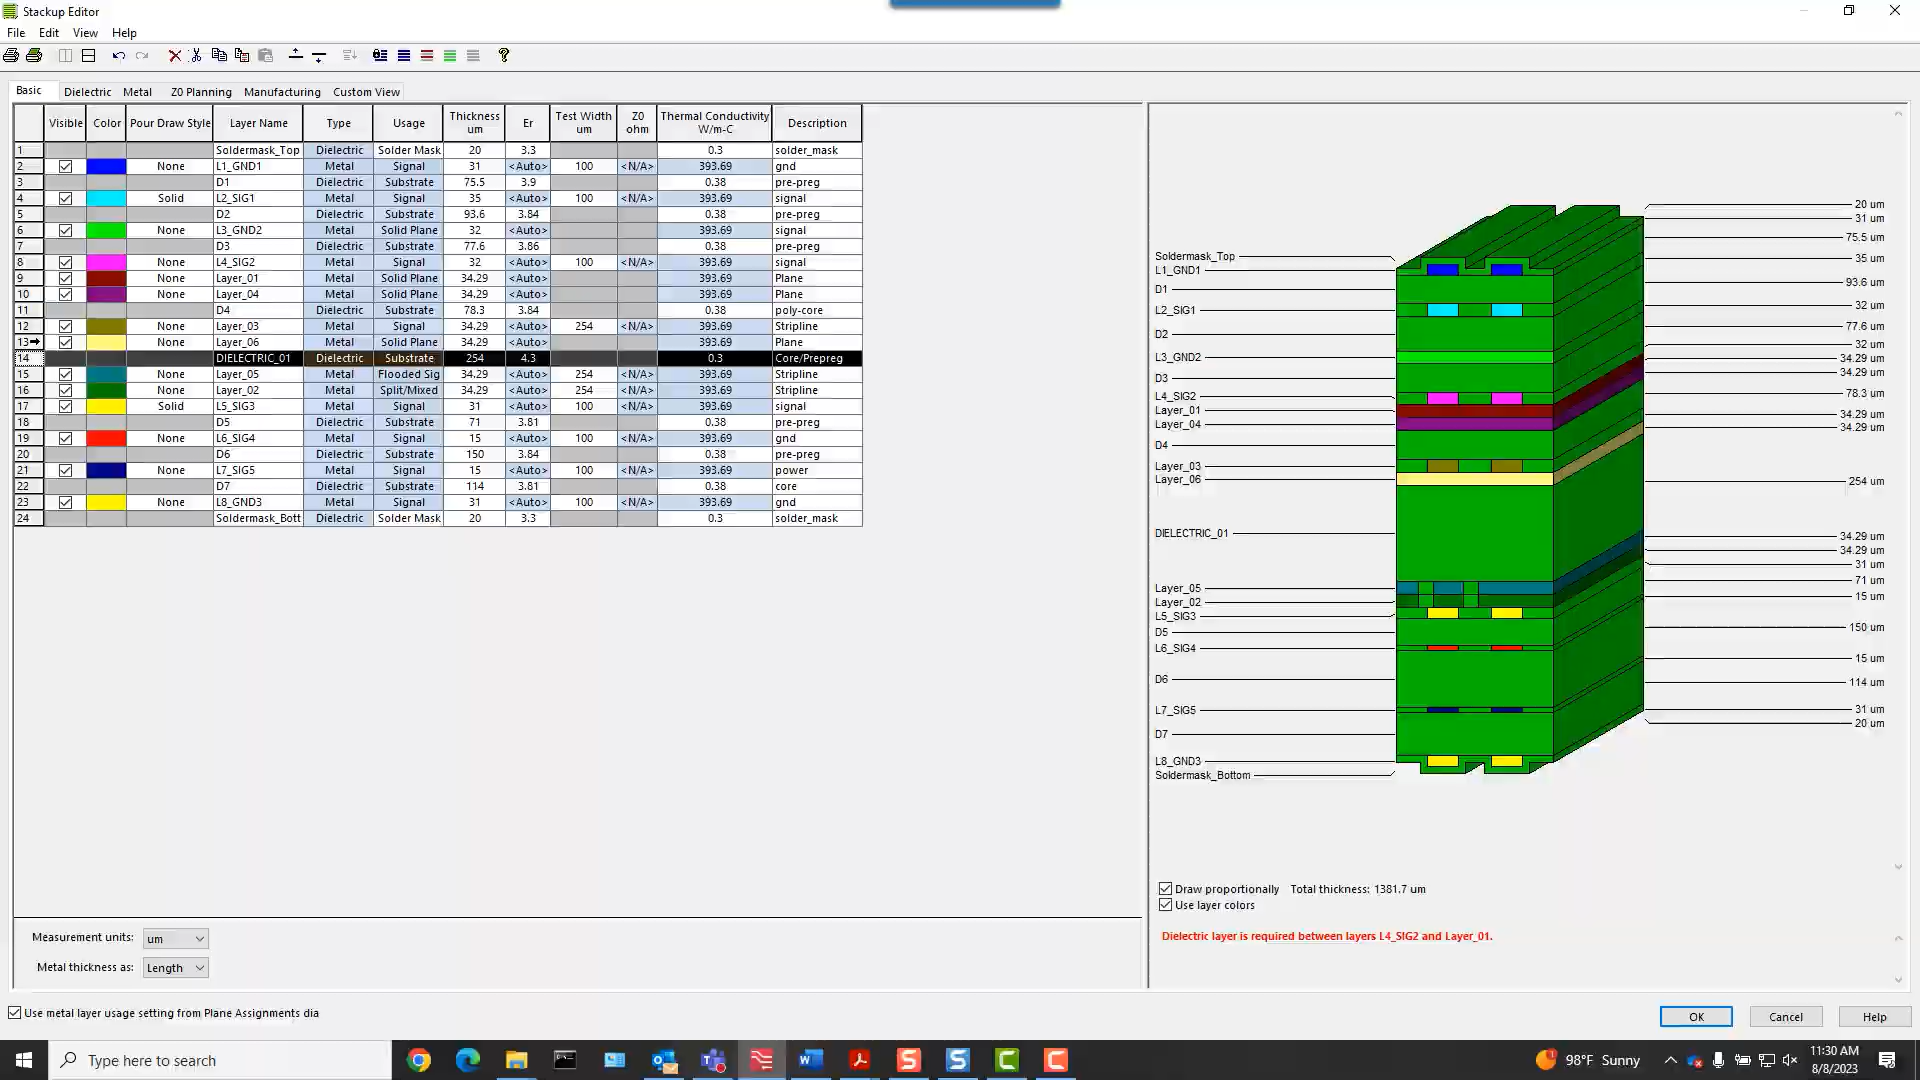 Stackup Editor
File Edit View Help
Basic Dielectric Metal Z0 Planning Manufacturing Custom View
Visible Color Pour Draw Style Layer Name Type Usage Thickness um Er Test Width um Z0 ohm Thermal Conductivity W/m-C Description
1 Soldermask_Top Dielectric Solder Mask 20 3.3 0.3 solder_mask
2 None L1_GND1 Metal Signal 31 <Auto> 100 <N/A> 393.69 gnd
3 D1 Dielectric Substrate 75.5 3.9 0.38 pre-preg
4 Solid L2_SIG1 Metal Signal 35 <Auto> 100 <N/A> 393.69 signal
5 D2 Dielectric Substrate 93.6 3.84 0.38 pre-preg
6 None L3_GND2 Metal Solid Plane 32 <Auto> 393.69 signal
7 D3 Dielectric Substrate 77.6 3.86 0.38 pre-preg
8 None L4_SIG2 Metal Signal 32 <Auto> 100 <N/A> 393.69 signal
9 None Layer_01 Metal Solid Plane 34.29 <Auto> 393.69 Plane
10 None Layer_04 Metal Solid Plane 34.29 <Auto> 393.69 Plane
11 D4 Dielectric Substrate 78.3 3.84 0.38 poly-core
12 None Layer_03 Metal Signal 34.29 <Auto> 254 <N/A> 393.69 Stripline
13 None Layer_06 Metal Solid Plane 34.29 <Auto> 393.69 Plane
14 DIELECTRIC_01 Dielectric Substrate 254 4.3 0.3 Core/Prepreg
15 None Layer_05 Metal Flooded Sig 34.29 <Auto> 254 <N/A> 393.69 Stripline
16 None Layer_02 Metal Split/Mixed 34.29 <Auto> 254 <N/A> 393.69 Stripline
17 Solid L5_SIG3 Metal Signal 31 <Auto> 100 <N/A> 393.69 signal
18 D5 Dielectric Substrate 71 3.81 0.38 pre-preg
19 None L6_SIG4 Metal Signal 15 <Auto> 100 <N/A> 393.69 gnd
20 D6 Dielectric Substrate 150 3.84 0.38 pre-preg
21 None L7_SIG5 Metal Signal 15 <Auto> 100 <N/A> 393.69 power
22 D7 Dielectric Substrate 114 3.81 0.38 core
23 None L8_GND3 Metal Signal 31 <Auto> 100 <N/A> 393.69 gnd
24 Soldermask_Bott Dielectric Solder Mask 20 3.3 0.3 solder_mask
Soldermask_Top 20 um
L1_GND1 31 um
D1 75.5 um
L2_SIG1 35 um
D2 93.6 um
L3_GND2 32 um
D3 77.6 um
L4_SIG2 32 um
Layer_01 34.29 um
Layer_04 34.29 um
D4 78.3 um
Layer_03 34.29 um
Layer_06 34.29 um
DIELECTRIC_01 254 um
Layer_05 34.29 um
Layer_02 34.29 um
L5_SIG3 31 um
D5 71 um
L6_SIG4 15 um
D6 150 um
L7_SIG5 15 um
D7 114 um
L8_GND3 31 um
Soldermask_Bottom 20 um
Draw proportionally Total thickness: 1381.7 um
Use layer colors
Dielectric layer is required between layers L4_SIG2 and Layer_01.
Measurement units: um
Metal thickness as: Length
Use metal layer usage setting from Plane Assignments dia
OK Cancel Help
Type here to search
98°F Sunny
11:30 AM
8/8/2023